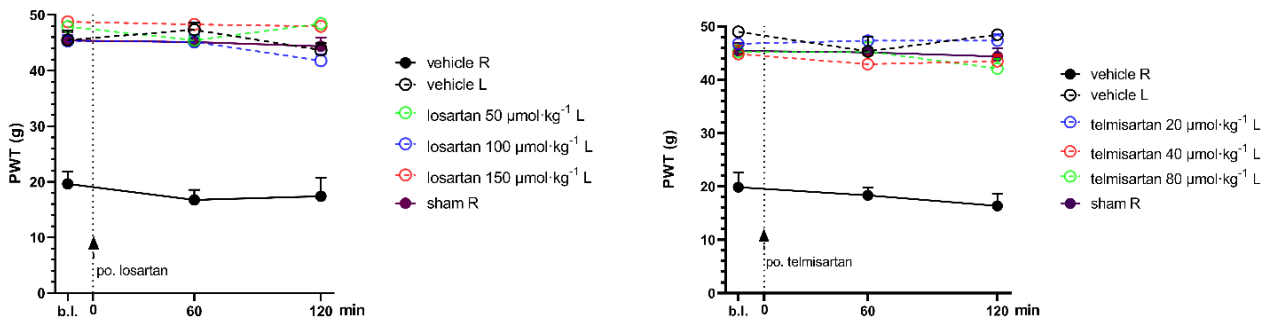 50
40
30
20
10
0
PWT (g)
po. losartan
b.l. 0 60 120 min
vehicle R
vehicle L
losartan 50 μmol·kg⁻¹ L
losartan 100 μmol·kg⁻¹ L
losartan 150 μmol·kg⁻¹ L
sham R
50
40
30
20
10
0
PWT (g)
po. telmisartan
b.l. 0 60 120 min
vehicle R
vehicle L
telmisartan 20 μmol·kg⁻¹ L
telmisartan 40 μmol·kg⁻¹ L
telmisartan 80 μmol·kg⁻¹ L
sham R